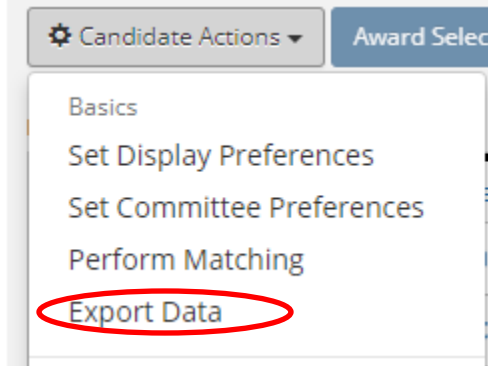 Candidate Actions
Award Selec
Basics
Set Display Preferences
Set Committee Preferences
Perform Matching
Export Data